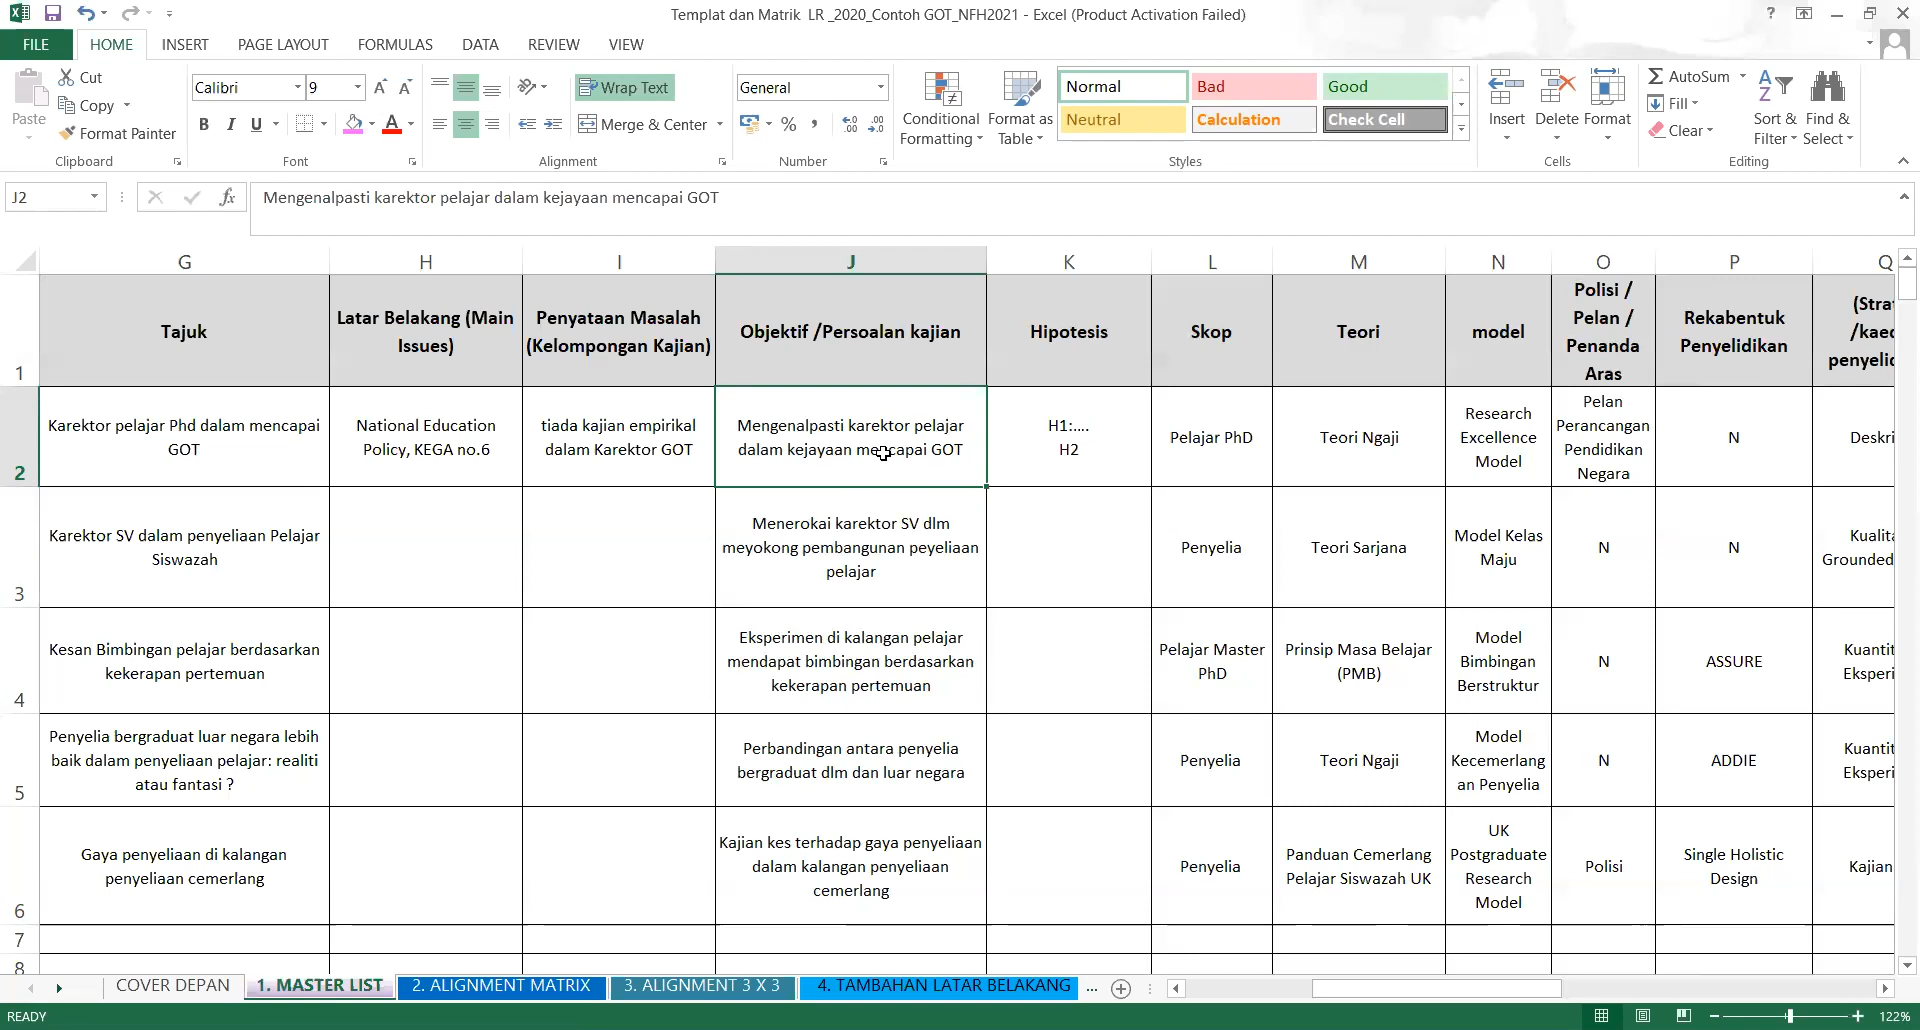 Templat dan Matrik LR _2020_Contoh GOT_NFH2021 - Excel (Product Activation Failed)
FILE HOME INSERT PAGE LAYOUT FORMULAS DATA REVIEW VIEW
Paste
Cut
Copy
Format Painter
Clipboard
Calibri 9
B I U
Font
Wrap Text
Merge & Center
Alignment
General
%
Number
Conditional Formatting
Format as Table
Normal Bad Good
Neutral Calculation Check Cell
Styles
Insert Delete Format
Cells
AutoSum
Fill
Clear
Sort & Filter
Find & Select
Editing
J2
fx
Mengenalpasti karektor pelajar dalam kejayaan mencapai GOT
G H I J K L M N O P Q
1
Tajuk
Latar Belakang (Main
Issues)
Penyataan Masalah
(Kelompongan Kajian)
Objektif /Persoalan kajian
Hipotesis
Skop
Teori
model
Polisi /
Pelan /
Penanda
Aras
Rekabentuk
Penyelidikan
2
Karektor pelajar Phd dalam mencapai
GOT
National Education
Policy, KEGA no.6
tiada kajian empirikal
dalam Karektor GOT
Mengenalpasti karektor pelajar
dalam kejayaan mencapai GOT
H1:....
H2
Pelajar PhD
Teori Ngaji
Research
Excellence
Model
Pelan
Perancangan
Pendidikan
Negara
N
3
Karektor SV dalam penyeliaan Pelajar
Siswazah
Menerokai karektor SV dlm
meyokong pembangunan peyeliaan
pelajar
Penyelia
Teori Sarjana
Model Kelas
Maju
N
N
Grounded
4
Kesan Bimbingan pelajar berdasarkan
kekerapan pertemuan
Eksperimen di kalangan pelajar
mendapat bimbingan berdasarkan
kekerapan pertemuan
Pelajar Master
PhD
Prinsip Masa Belajar
(PMB)
Model
Bimbingan
Berstruktur
N
ASSURE
5
Penyelia bergraduat luar negara lebih
baik dalam penyeliaan pelajar: realiti
atau fantasi ?
Perbandingan antara penyelia
bergraduat dlm dan luar negara
Penyelia
Teori Ngaji
Model
Kecemerlang
an Penyelia
N
ADDIE
6
Gaya penyeliaan di kalangan
penyeliaan cemerlang
Kajian kes terhadap gaya penyeliaan
dalam kalangan penyeliaan
cemerlang
Penyelia
Panduan Cemerlang
Pelajar Siswazah UK
UK
Postgraduate
Research
Model
Polisi
Single Holistic
Design
Kajian
7
8
COVER DEPAN 1. MASTER LIST 2. ALIGNMENT MATRIX 3. ALIGNMENT 3 X 3 4. TAMBAHAN LATAR BELAKANG ...
READY
122%